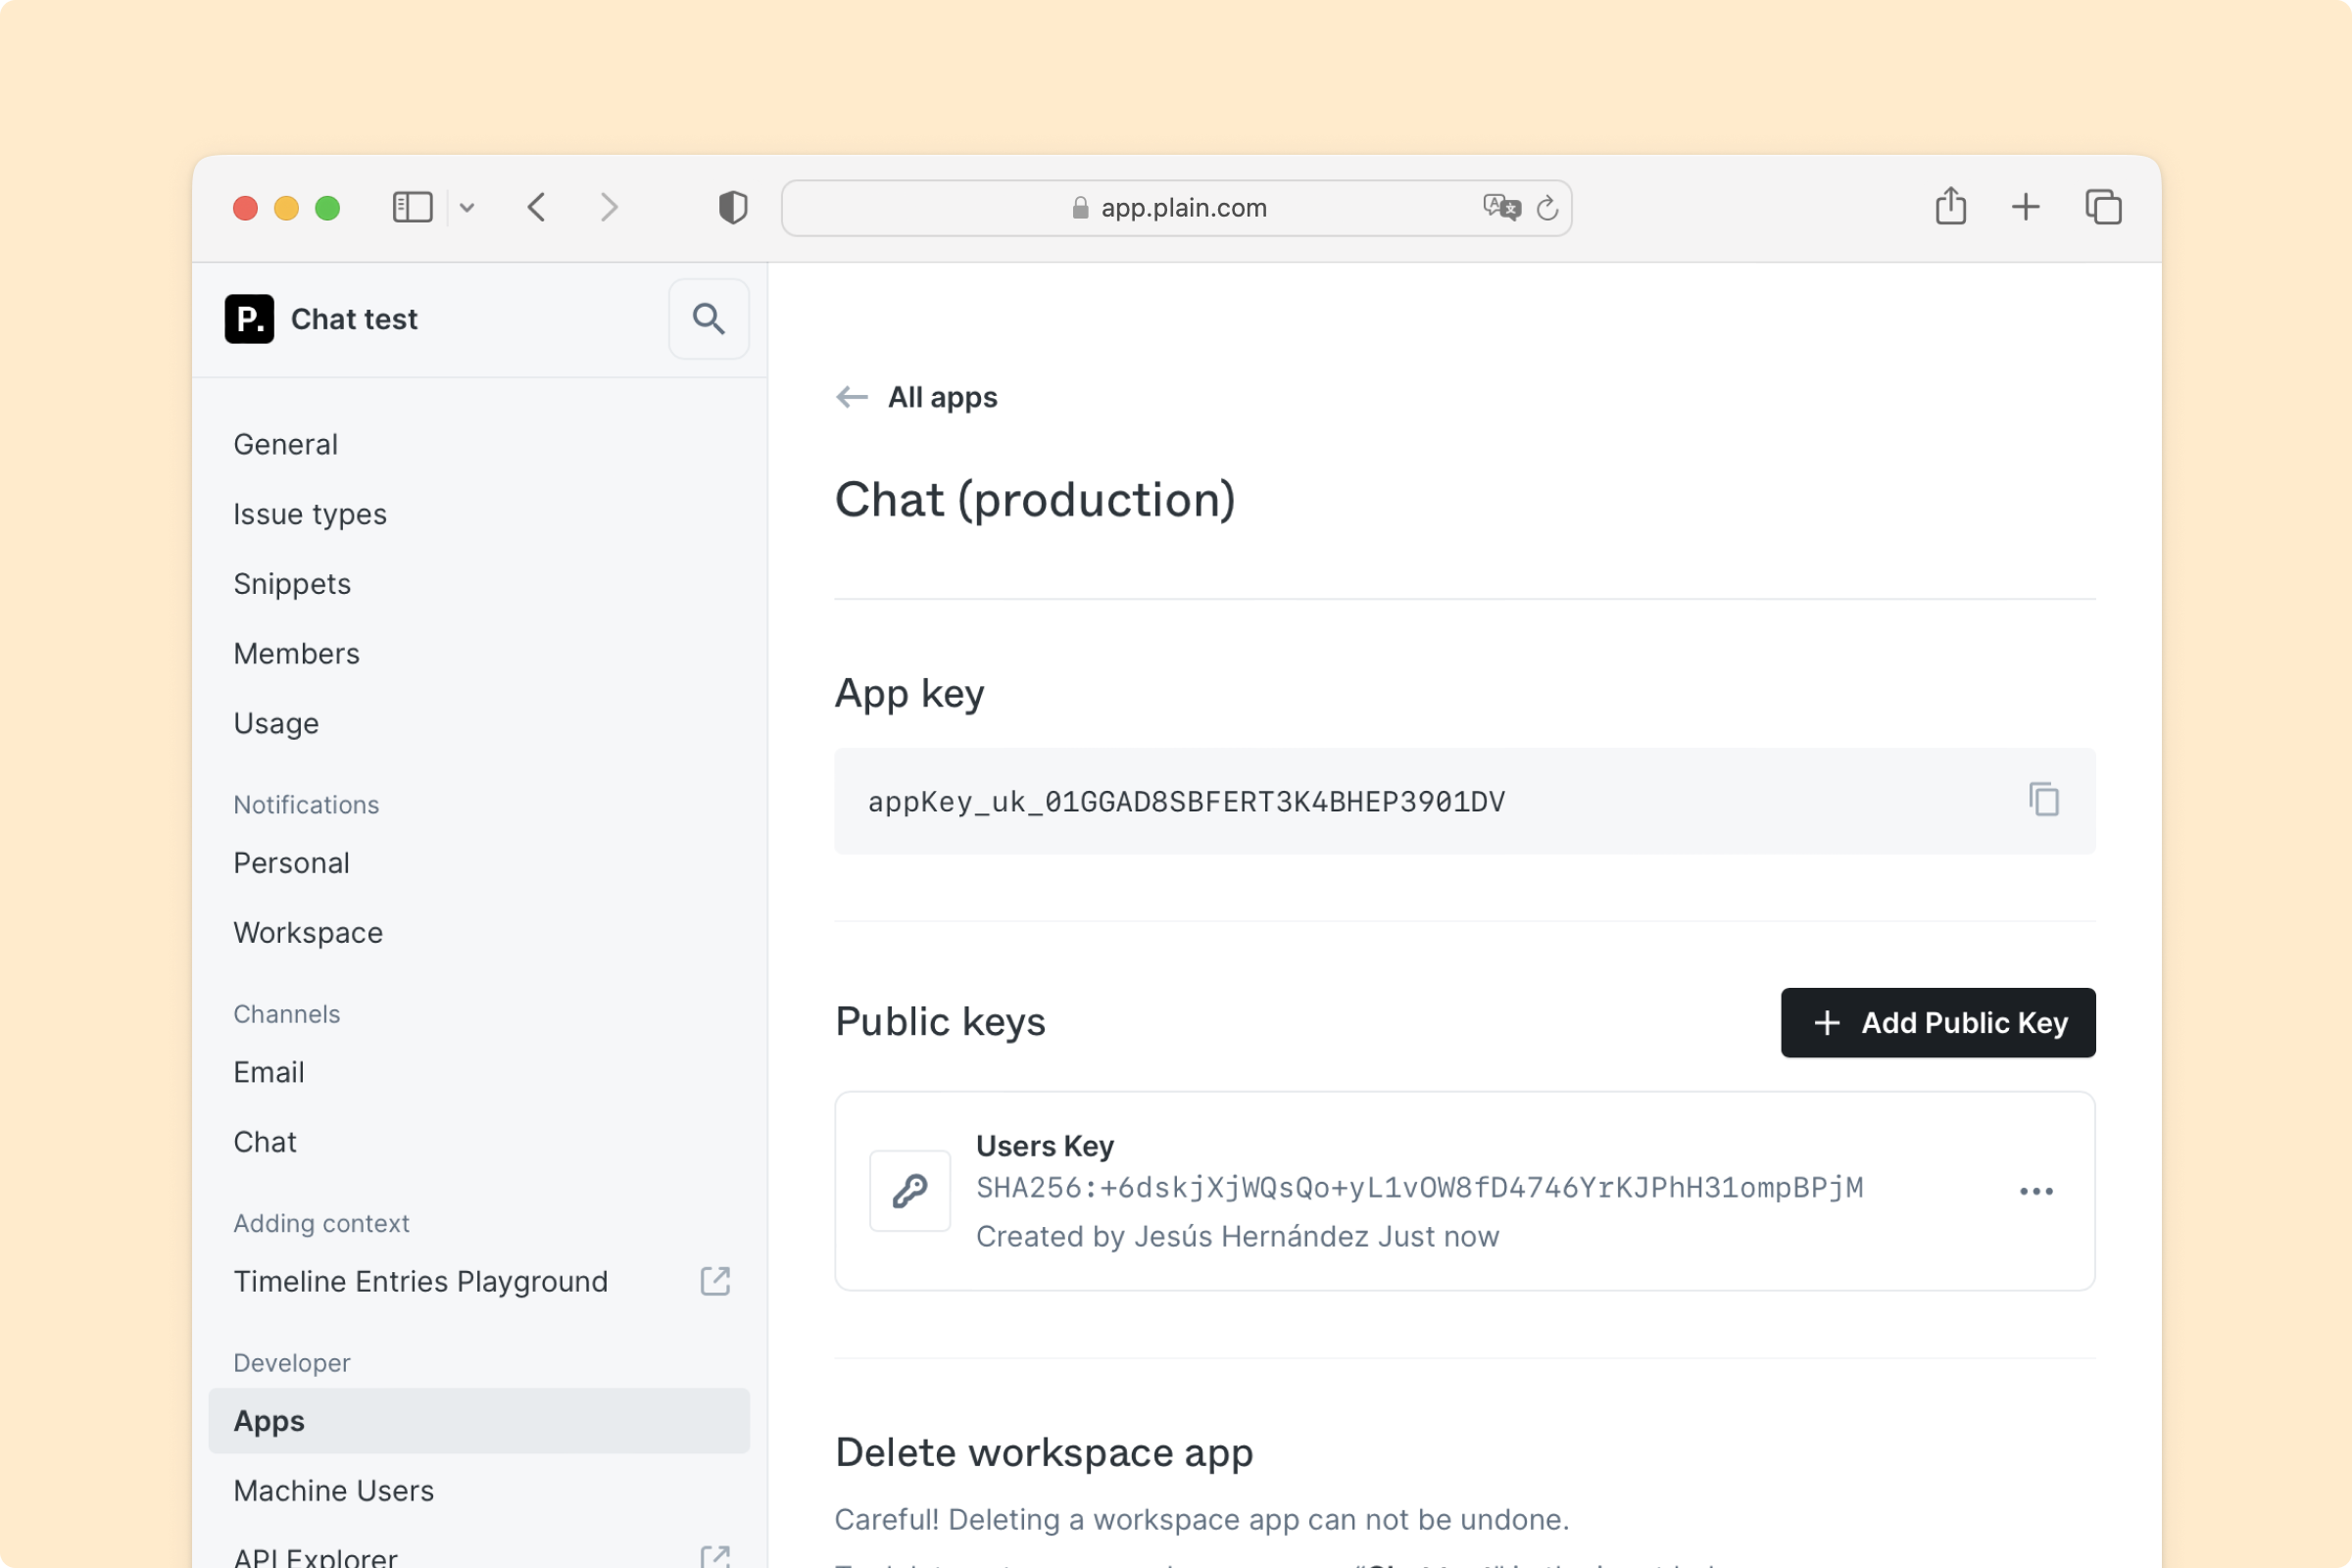 app.plain.com
P. Chat test
General
Issue types
Snippets
Members
Usage
Notifications
Personal
Workspace
Channels
Email
Chat
Adding context
Timeline Entries Playground
Developer
Apps
Machine Users
API Explorer
All apps
Chat (production)
App key
appKey_uk_01GGAD8SBFERT3K4BHEP3901DV
Public keys
Add Public Key
Users Key
SHA256:+6dskjXjWQsQo+yL1vOW8fD4746YrKJPhH31ompBPjM
Created by Jesús Hernández Just now
Delete workspace app
Careful! Deleting a workspace app can not be undone.